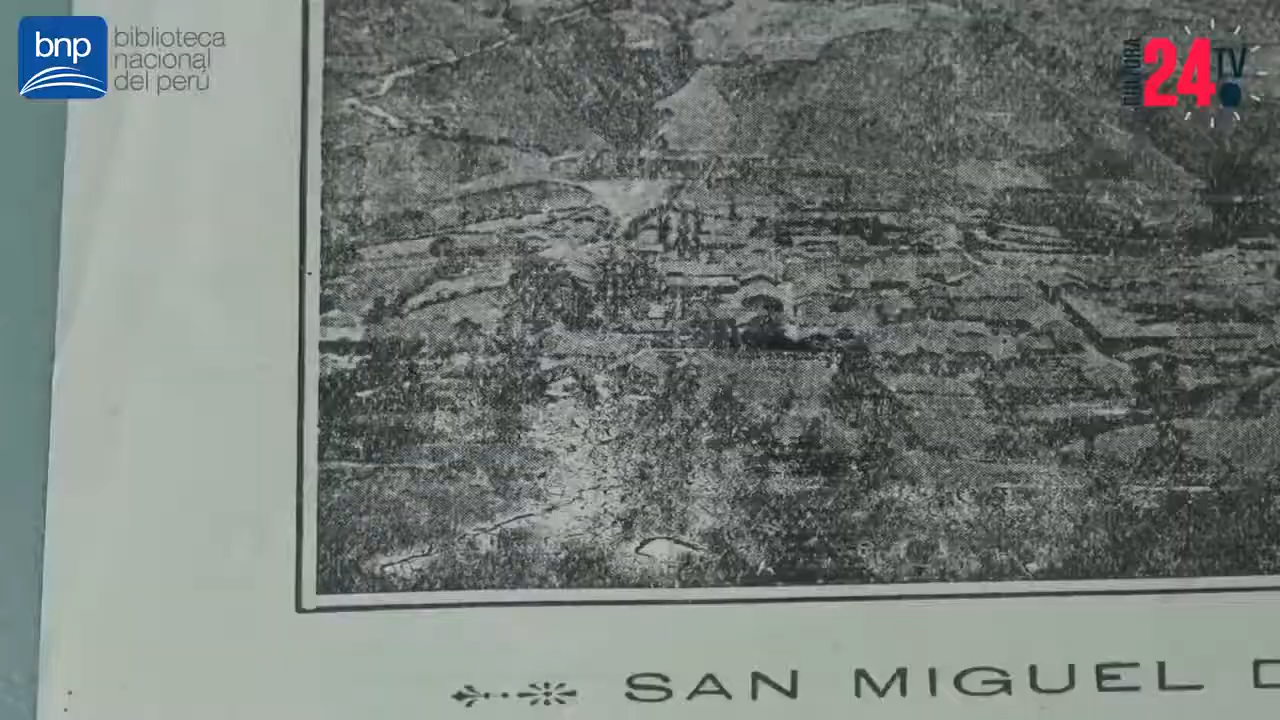 bnp
biblioteca
nacional
del perú
24
TV
SAN MIGUEL D